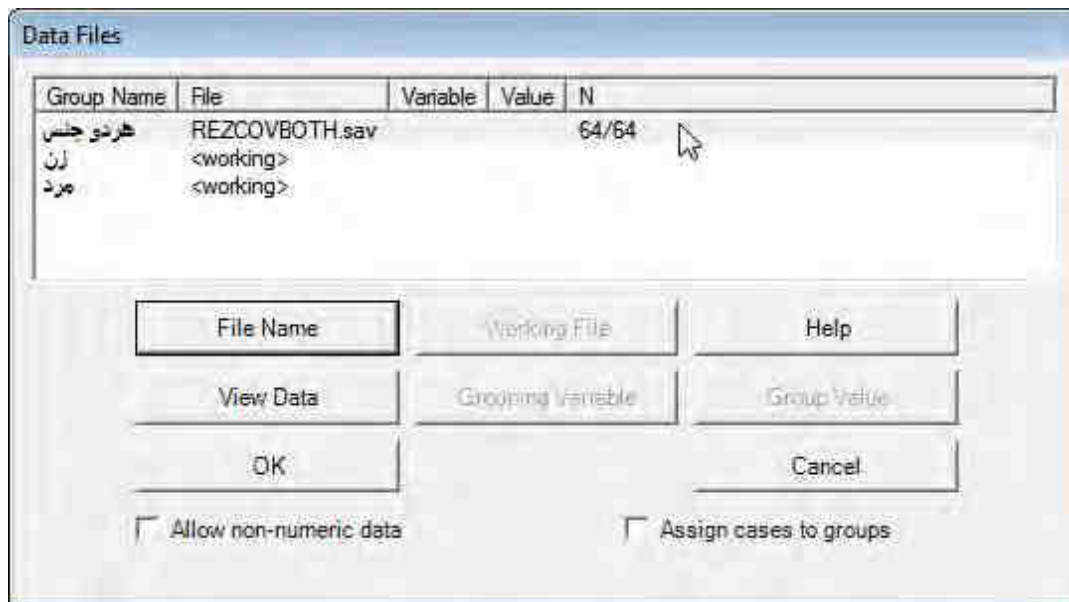 Data Files
Group Name File Variable Value N
هردو جنس REZCOVBOTH.sav 64/64
زن <working>
مرد <working>
File Name Working File Help
View Data Grouping Variable Group Value
OK Cancel
Allow non-numeric data Assign cases to groups